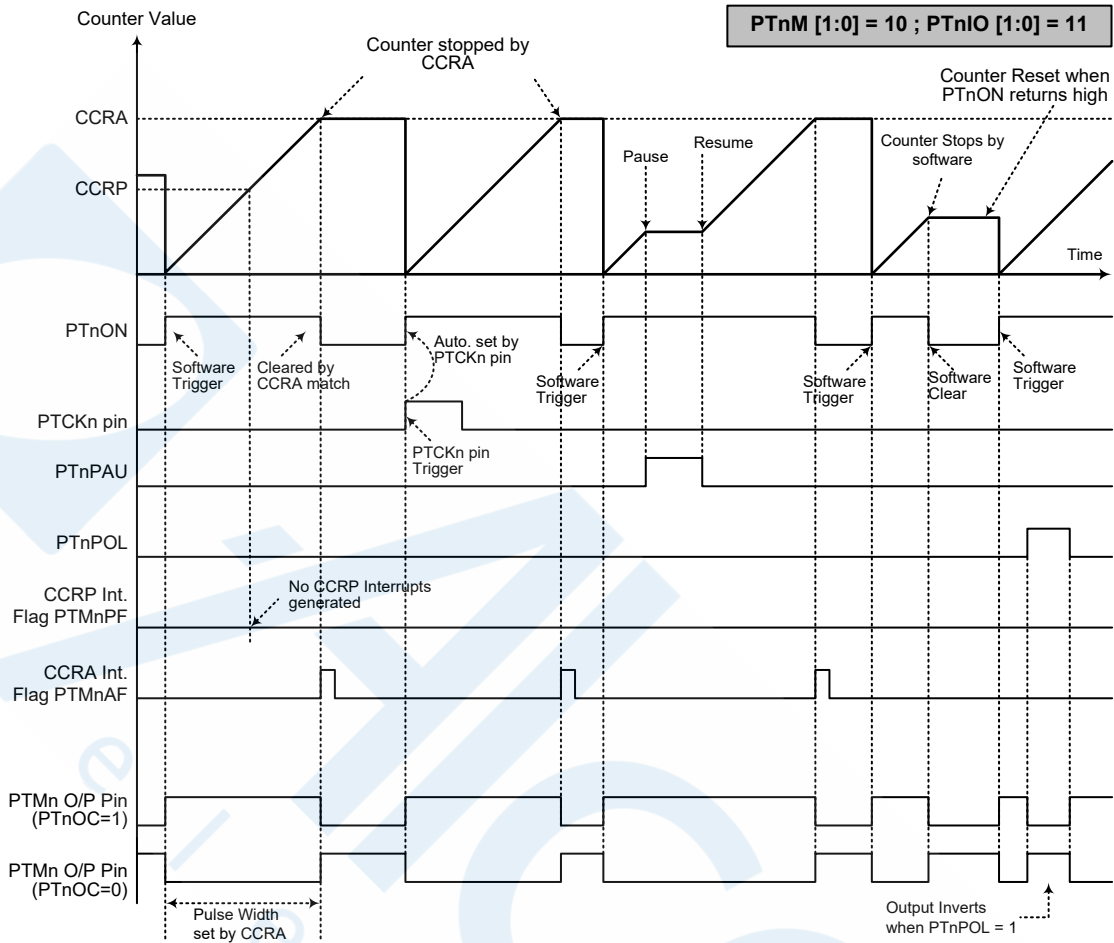 Counter Value
PTnM [1:0] = 10 ; PTnIO [1:0] = 11
Counter stopped by
CCRA
Counter Reset when
PTnON returns high
CCRA
Pause
Resume
Counter Stops by
software
CCRP
Time
PTnON
Software
Trigger
Cleared by
CCRA match
Auto. set by
PTCKn pin
Software
Trigger
Software
Trigger
Software
Clear
Software
Trigger
PTCKn pin
PTCKn pin
Trigger
PTnPAU
PTnPOL
CCRP Int.
Flag PTMnPF
No CCRP Interrupts
generated
CCRA Int.
Flag PTMnAF
PTMn O/P Pin
(PTnOC=1)
PTMn O/P Pin
(PTnOC=0)
Pulse Width
set by CCRA
Output Inverts
when PTnPOL = 1